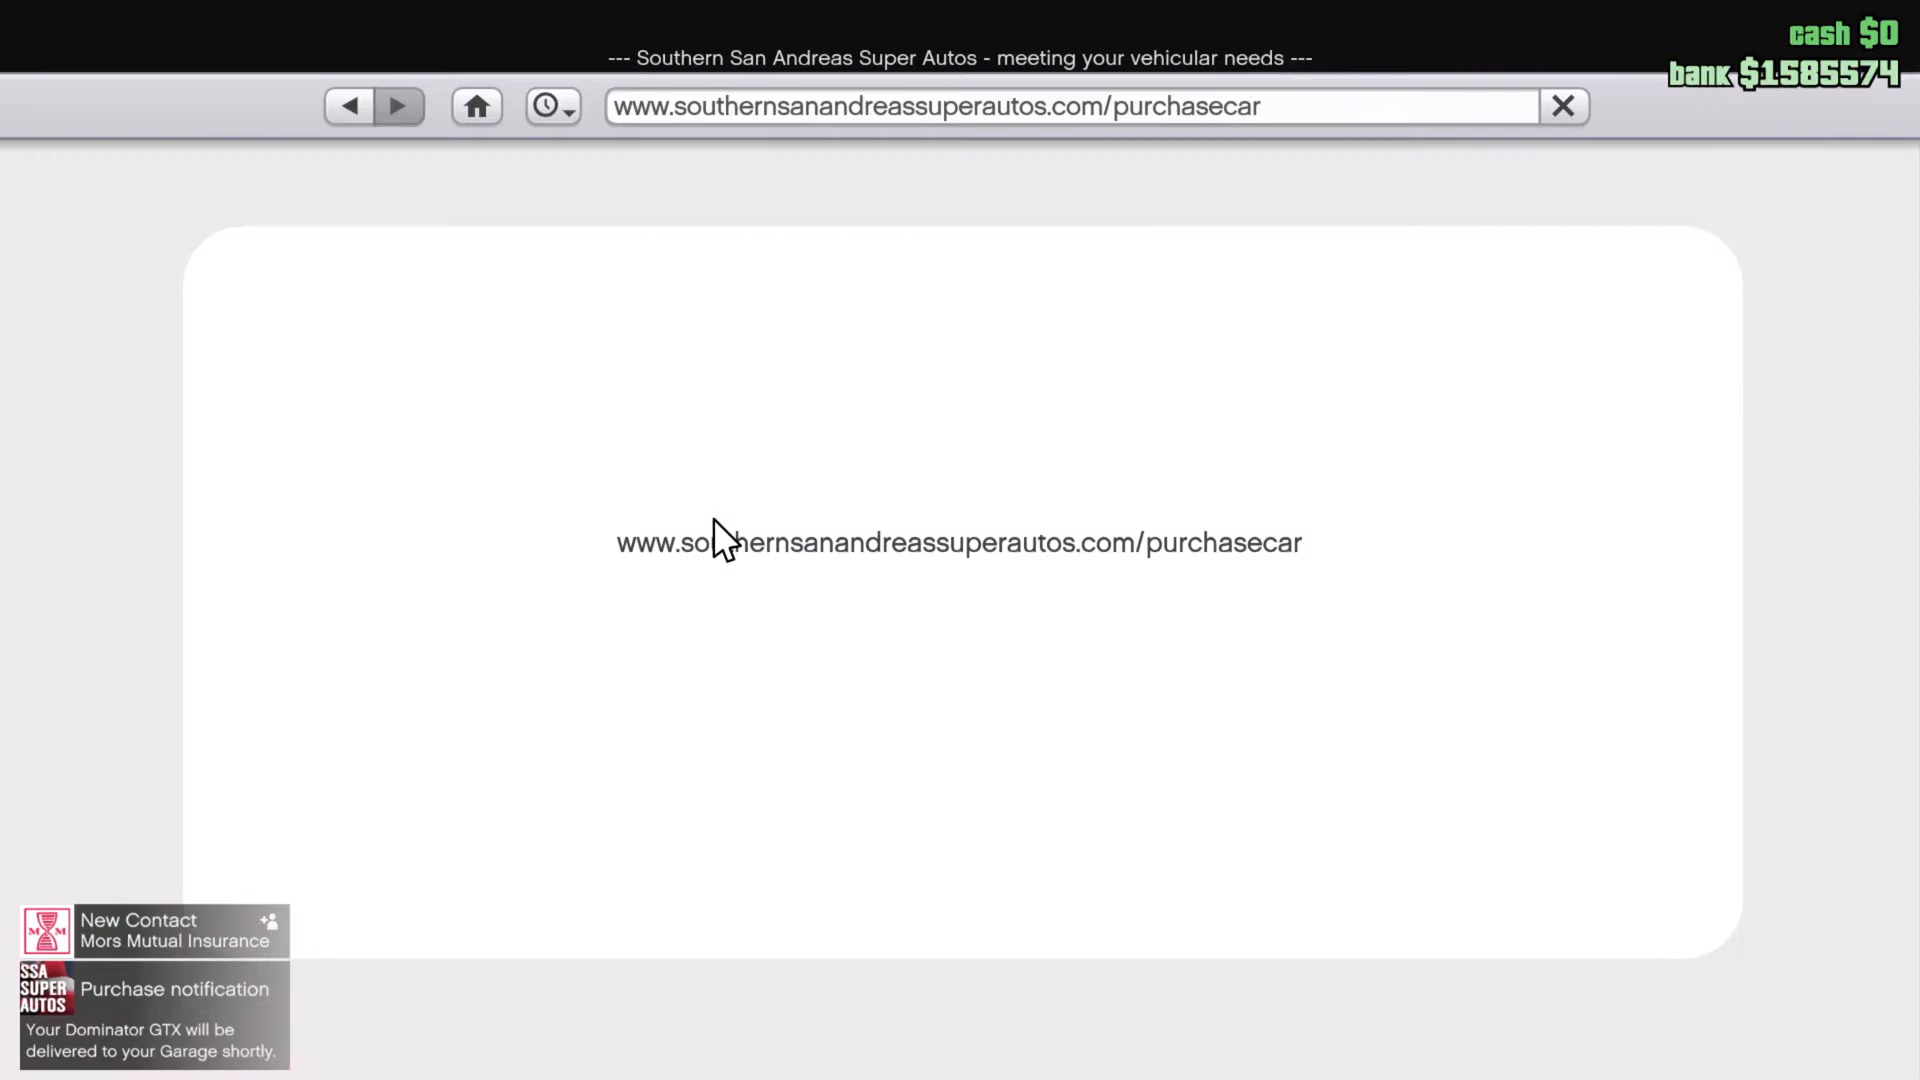 cash $0
--- Southern San Andreas Super Autos - meeting your vehicular needs ---
bank $1585574
www.southernsanandreassuperautos.com/purchasecar
www.southernsanandreassuperautos.com/purchasecar
New Contact
M M
Mors Mutual Insurance
SSA
SUPER
AUTOS
Purchase notification
Your Dominator GTX will be
delivered to your Garage shortly.